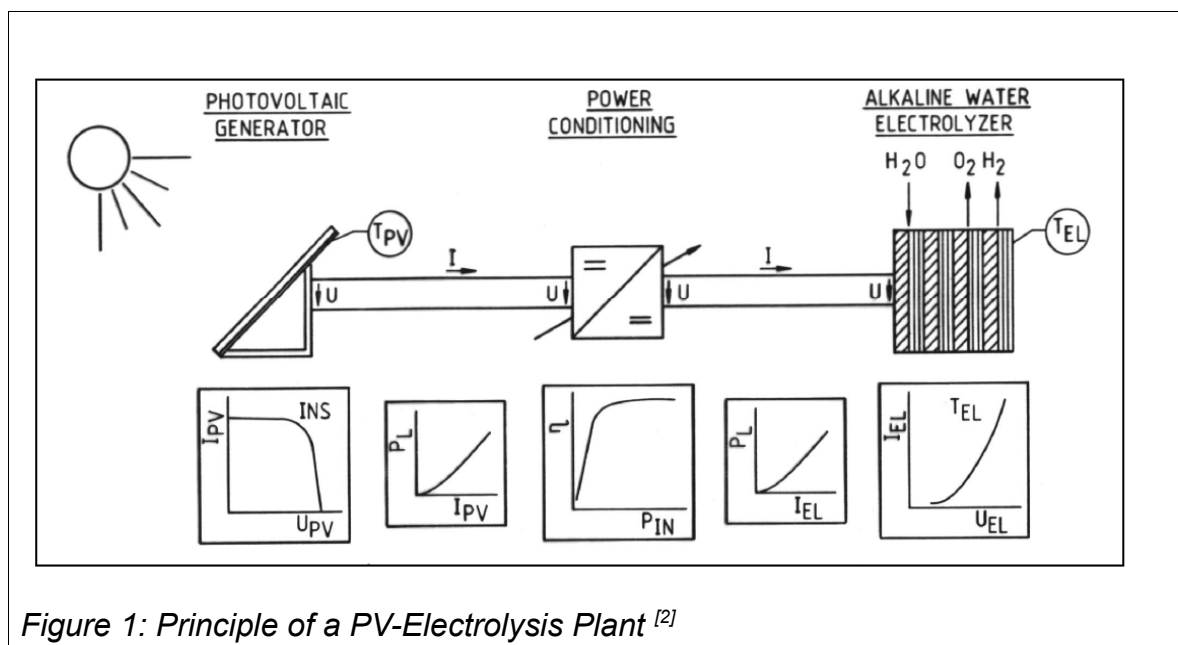 PHOTOVOLTAIC
GENERATOR
POWER
CONDITIONING
ALKALINE WATER
ELECTROLYZER
H2O O2 H2
TPV
TEL
I
I
U
U
U
U
IPV
INS
UPV
PL
IPV
η
PIN
PL
IEL
IEL
TEL
UEL
Figure 1: Principle of a PV-Electrolysis Plant [2]